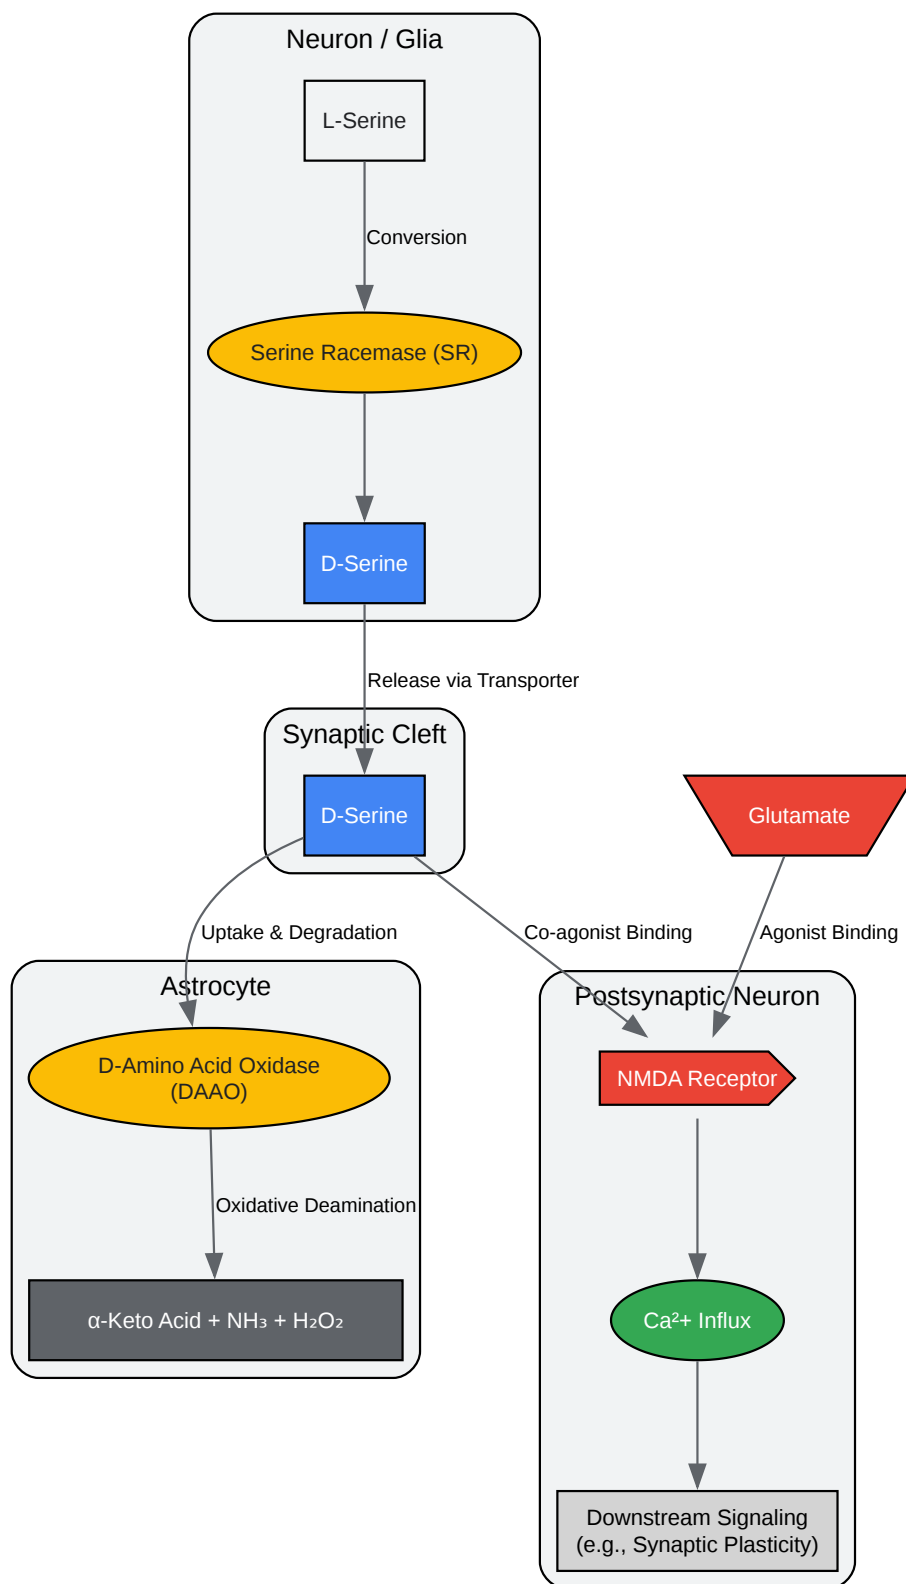 Neuron / Glia
L-Serine
Conversion
Serine Racemase (SR)
D-Serine
Release via Transporter
Synaptic Cleft
D-Serine
Glutamate
Uptake & Degradation
Co-agonist Binding
Agonist Binding
Astrocyte
Postsynaptic Neuron
D-Amino Acid Oxidase
(DAAO)
NMDA Receptor
Oxidative Deamination
α-Keto Acid + NH₃ + H₂O₂
Ca²+ Influx
Downstream Signaling
(e.g., Synaptic Plasticity)